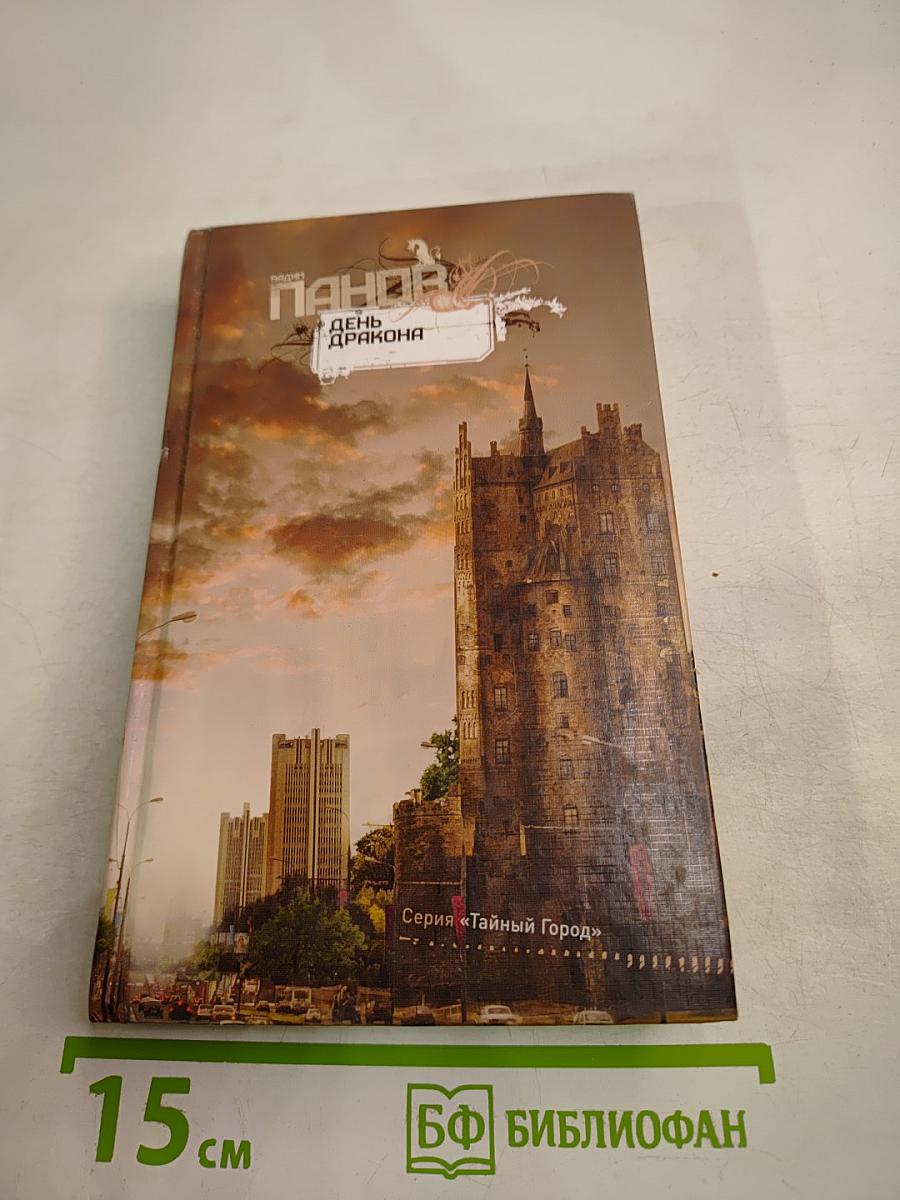 ВАДИМ
ПАНОВ
ДЕНЬ
ДРАКОНА
Серия «Тайный Город»
15 см
БФ БИБЛИОФАН